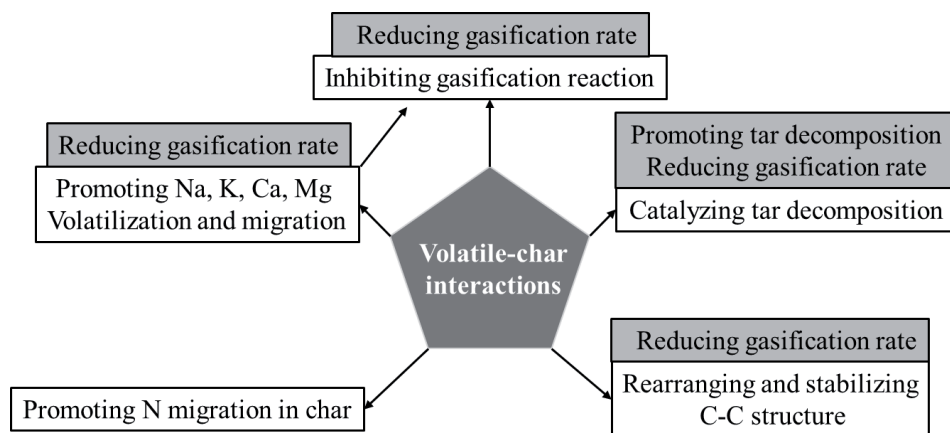 Reducing gasification rate
Inhibiting gasification reaction
Reducing gasification rate
Promoting Na, K, Ca, Mg
Volatilization and migration
Promoting tar decomposition
Reducing gasification rate
Catalyzing tar decomposition
Volatile-char
interactions
Reducing gasification rate
Rearranging and stabilizing
C-C structure
Promoting N migration in char